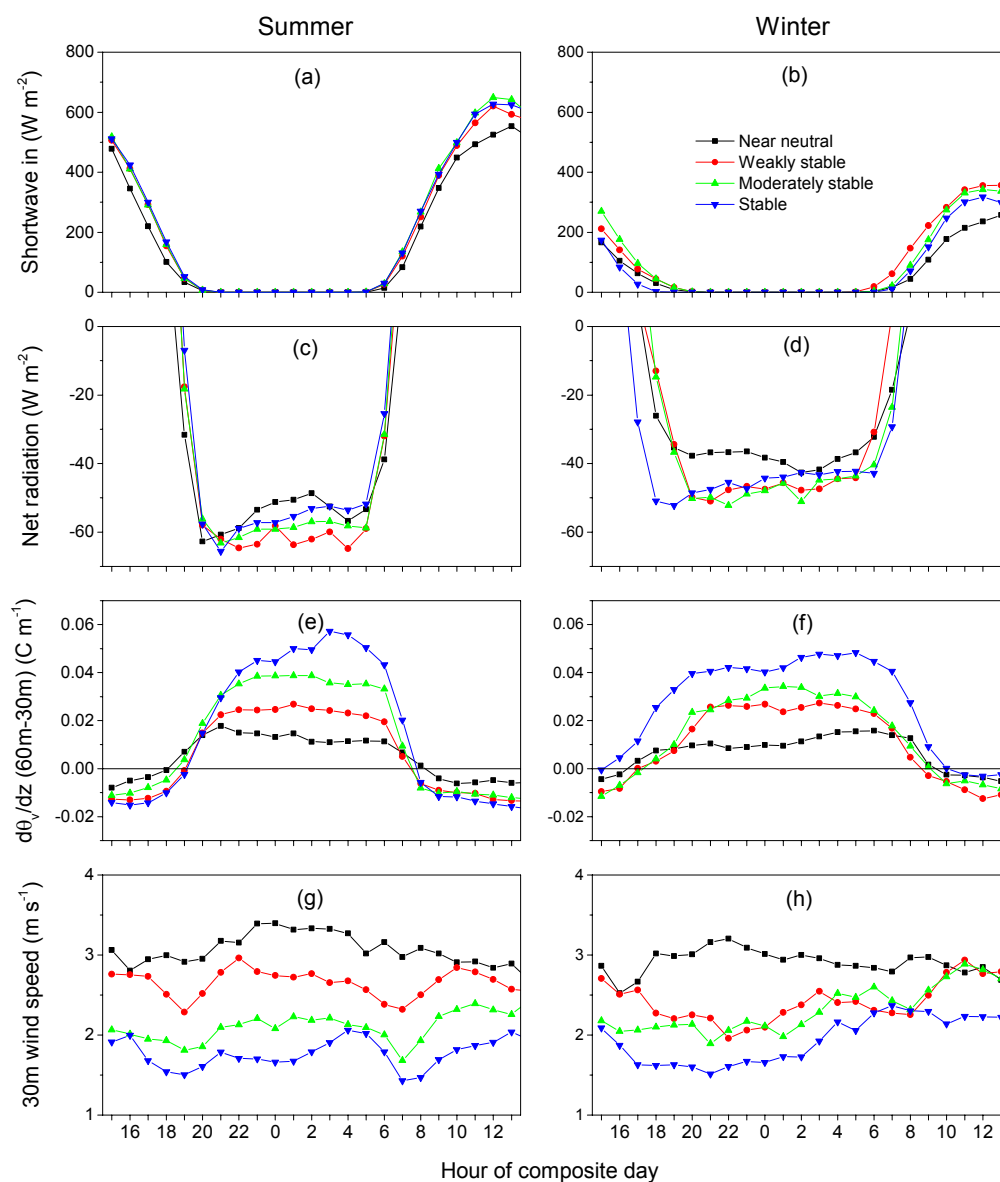 Summer
Winter
800
600
400
200
0
Shortwave in (W m-2)
(a)
800
600
400
200
0
(b)
Near neutral
Weakly stable
Moderately stable
Stable
0
-20
-40
-60
Net radiation (W m-2)
(c)
0
-20
-40
-60
(d)
0.06
0.04
0.02
0.00
-0.02
dθv/dz (60m-30m) (C m-1)
(e)
0.06
0.04
0.02
0.00
-0.02
(f)
4
3
2
1
30m wind speed (m s-1)
(g)
4
3
2
1
(h)
16 18 20 22 0 2 4 6 8 10 12
16 18 20 22 0 2 4 6 8 10 12
Hour of composite day